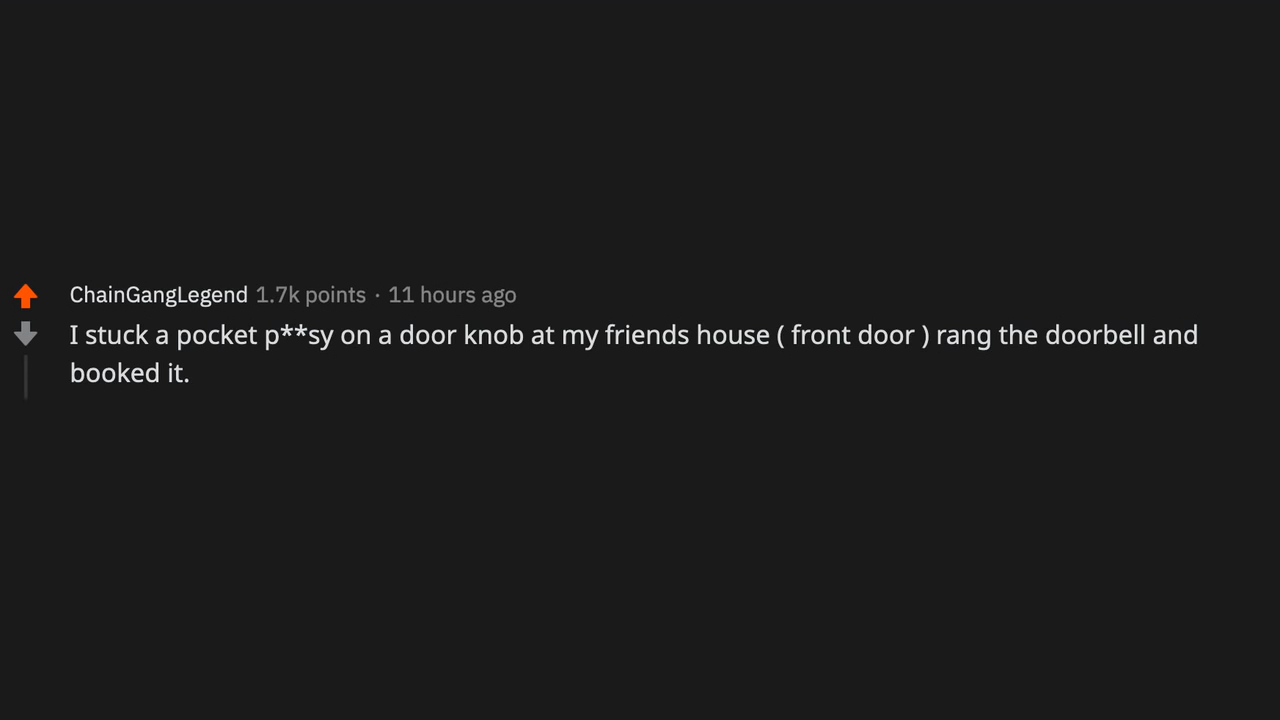 ChainGangLegend 1.7k points · 11 hours ago
I stuck a pocket p**sy on a door knob at my friends house ( front door ) rang the doorbell and
booked it.